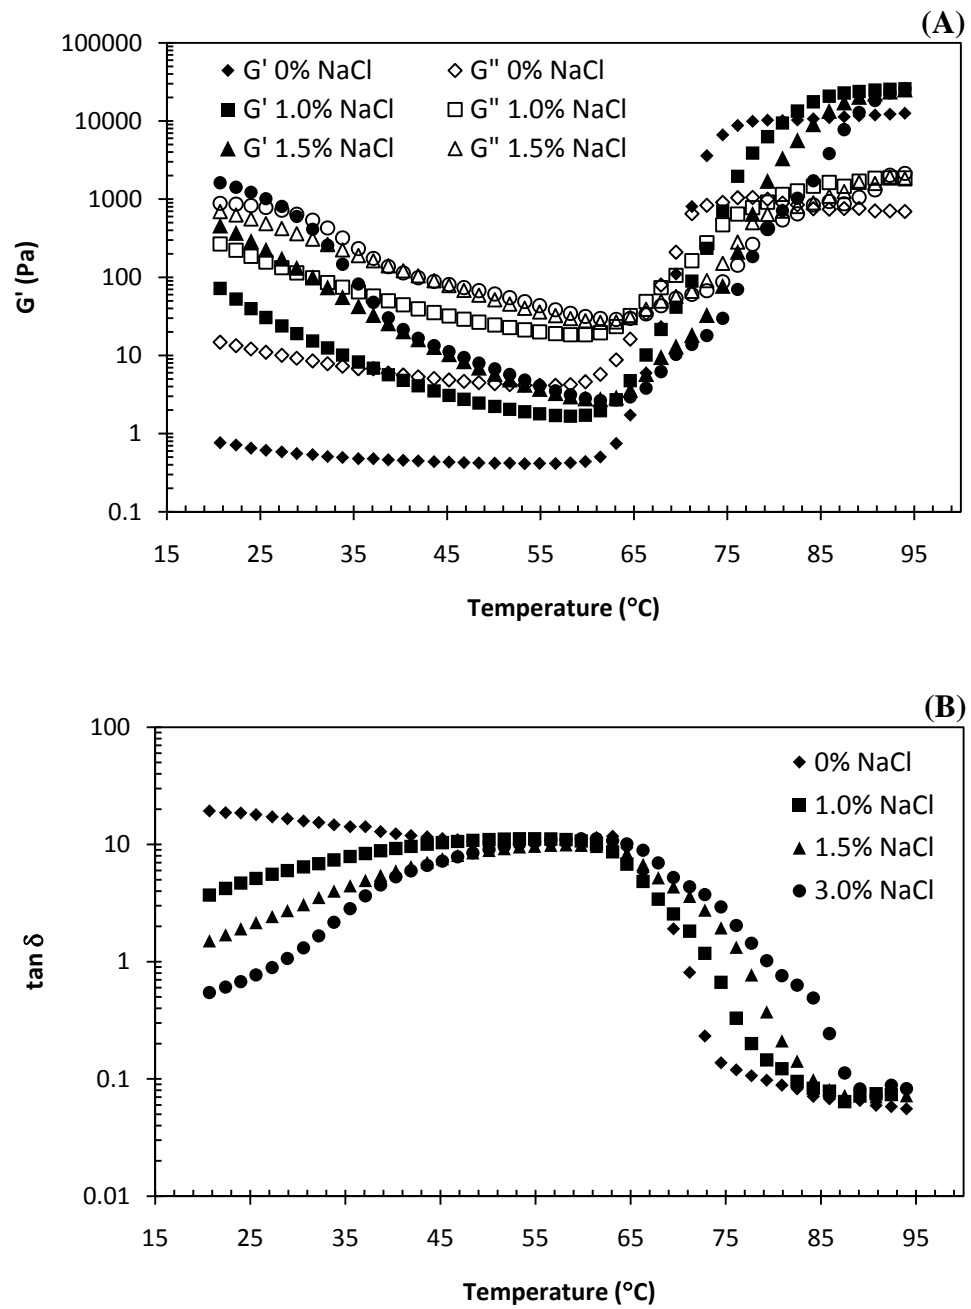 (A)
100000
10000
1000
100
10
1
0.1
G' (Pa)
G' 0% NaCl
G" 0% NaCl
G' 1.0% NaCl
G" 1.0% NaCl
G' 1.5% NaCl
G" 1.5% NaCl
15 25 35 45 55 65 75 85 95
Temperature (°C)
(B)
100
10
1
0.1
0.01
tan δ
0% NaCl
1.0% NaCl
1.5% NaCl
3.0% NaCl
15 25 35 45 55 65 75 85 95
Temperature (°C)